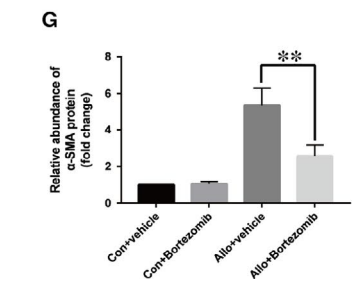 G
Relative abundance of
α-SMA protein
(fold change)
8
6
4
2
0
**
Con+vehicle
Con+Bortezomib
Allo+vehicle
Allo+Bortezomib